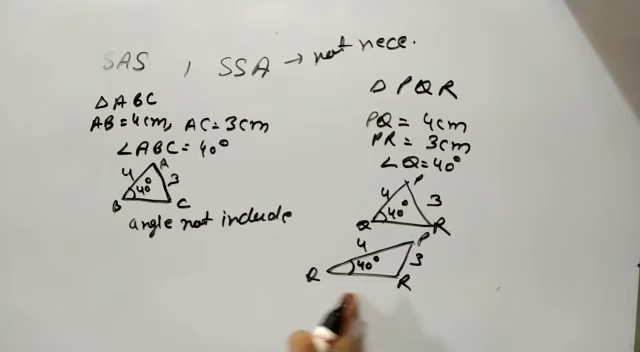 SAS , SSA → not nece.
△ABC
AB=4cm, AC=3cm
∠ABC=40°
A
4 40° 3
B C
angle not include
△PQR
PQ=4cm
PR=3cm
∠Q=40°
P
4 40° 3
Q R
P
4 40° 3
Q R